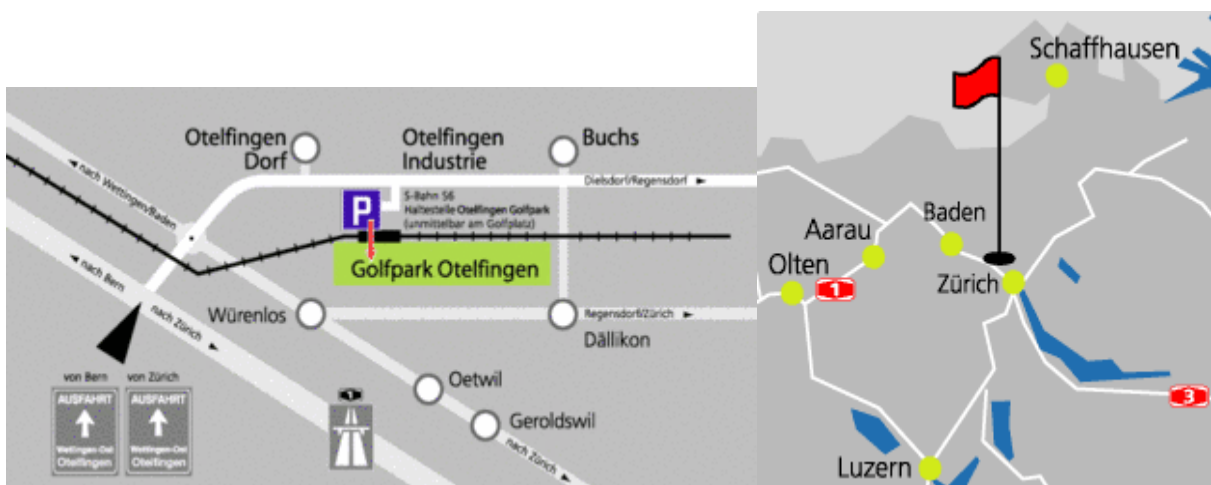 Otelfingen
Dorf
Otelfingen
Industrie
Buchs
nach Wettingen/Baden
Dielsdorf/Regensdorf
P
S-Bahn S6
Haltestelle Otelfingen Golfpark
(unmittelbar am Golfplatz)
Golfpark Otelfingen
nach Bern
nach Zürich
Würenlos
Regensdorf/Zürich
Dällikon
von Bern
von Zürich
AUSFAHRT
Wettingen-Ost
Otelfingen
AUSFAHRT
Wettingen-Ost
Otelfingen
1
Oetwil
Geroldswil
nach Zürich
Schaffhausen
Baden
Aarau
Olten
1
Zürich
3
Luzern